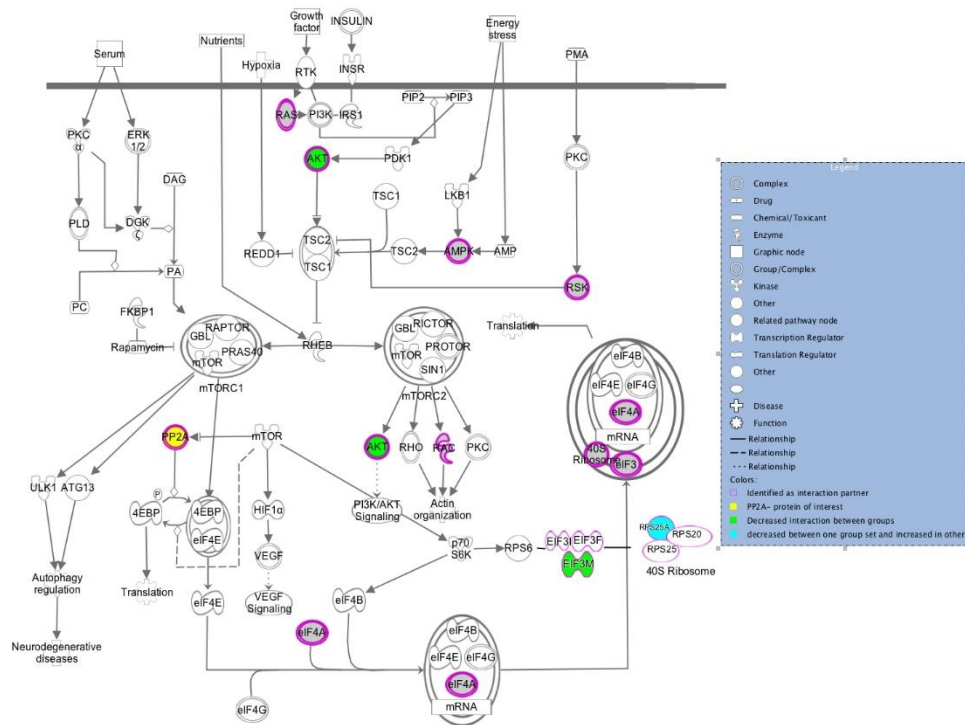 Growth
factor
INSULIN
Energy
stress
Nutrients
PMA
Serum
Hypoxia
RTK
INSR
PIP2
PIP3
RAS
PI3K
IRS1
PKC
α
ERK
1/2
AKT
PDK1
PKC
DAG
LKB1
TSC1
PLD
DGK
ζ
TSC2
REDD1
TSC2
AMPK
AMP
TSC1
PA
RSK
PC
FKBP1
Rapamycin
RAPTOR
GBL
PRAS40
mTOR
mTORC1
RHEB
RICTOR
GBL
PROTOR
mTOR
SIN1
mTORC2
Translation
eIF4B
eIF4E
eIF4G
eIF4A
mRNA
40S
Ribosome
eIF3
PP2A
mTOR
AKT
RHO
RAC
PKC
ULK1
ATG13
P
4EBP
4EBP
eIF4E
HIF1α
PI3K/AKT
Signaling
Actin
organization
VEGF
p70
S6K
RPS6
EIF3I
EIF3F
EIF3M
RPS25A
RPS20
RPS25
40S Ribosome
Autophagy
regulation
Translation
eIF4E
VEGF
Signaling
eIF4B
Neurodegenerative
diseases
eIF4A
eIF4B
eIF4E
eIF4G
eIF4A
mRNA
eIF4G
Legend
Complex
Drug
Chemical/Toxicant
Enzyme
Graphic node
Group/Complex
Kinase
Other
Related pathway node
Transcription Regulator
Translation Regulator
Other
Disease
Function
Relationship
Relationship
Relationship
Colors:
Identified as interaction partner
PP2A- protein of interest
Decreased interaction between groups
decreased between one group set and increased in other